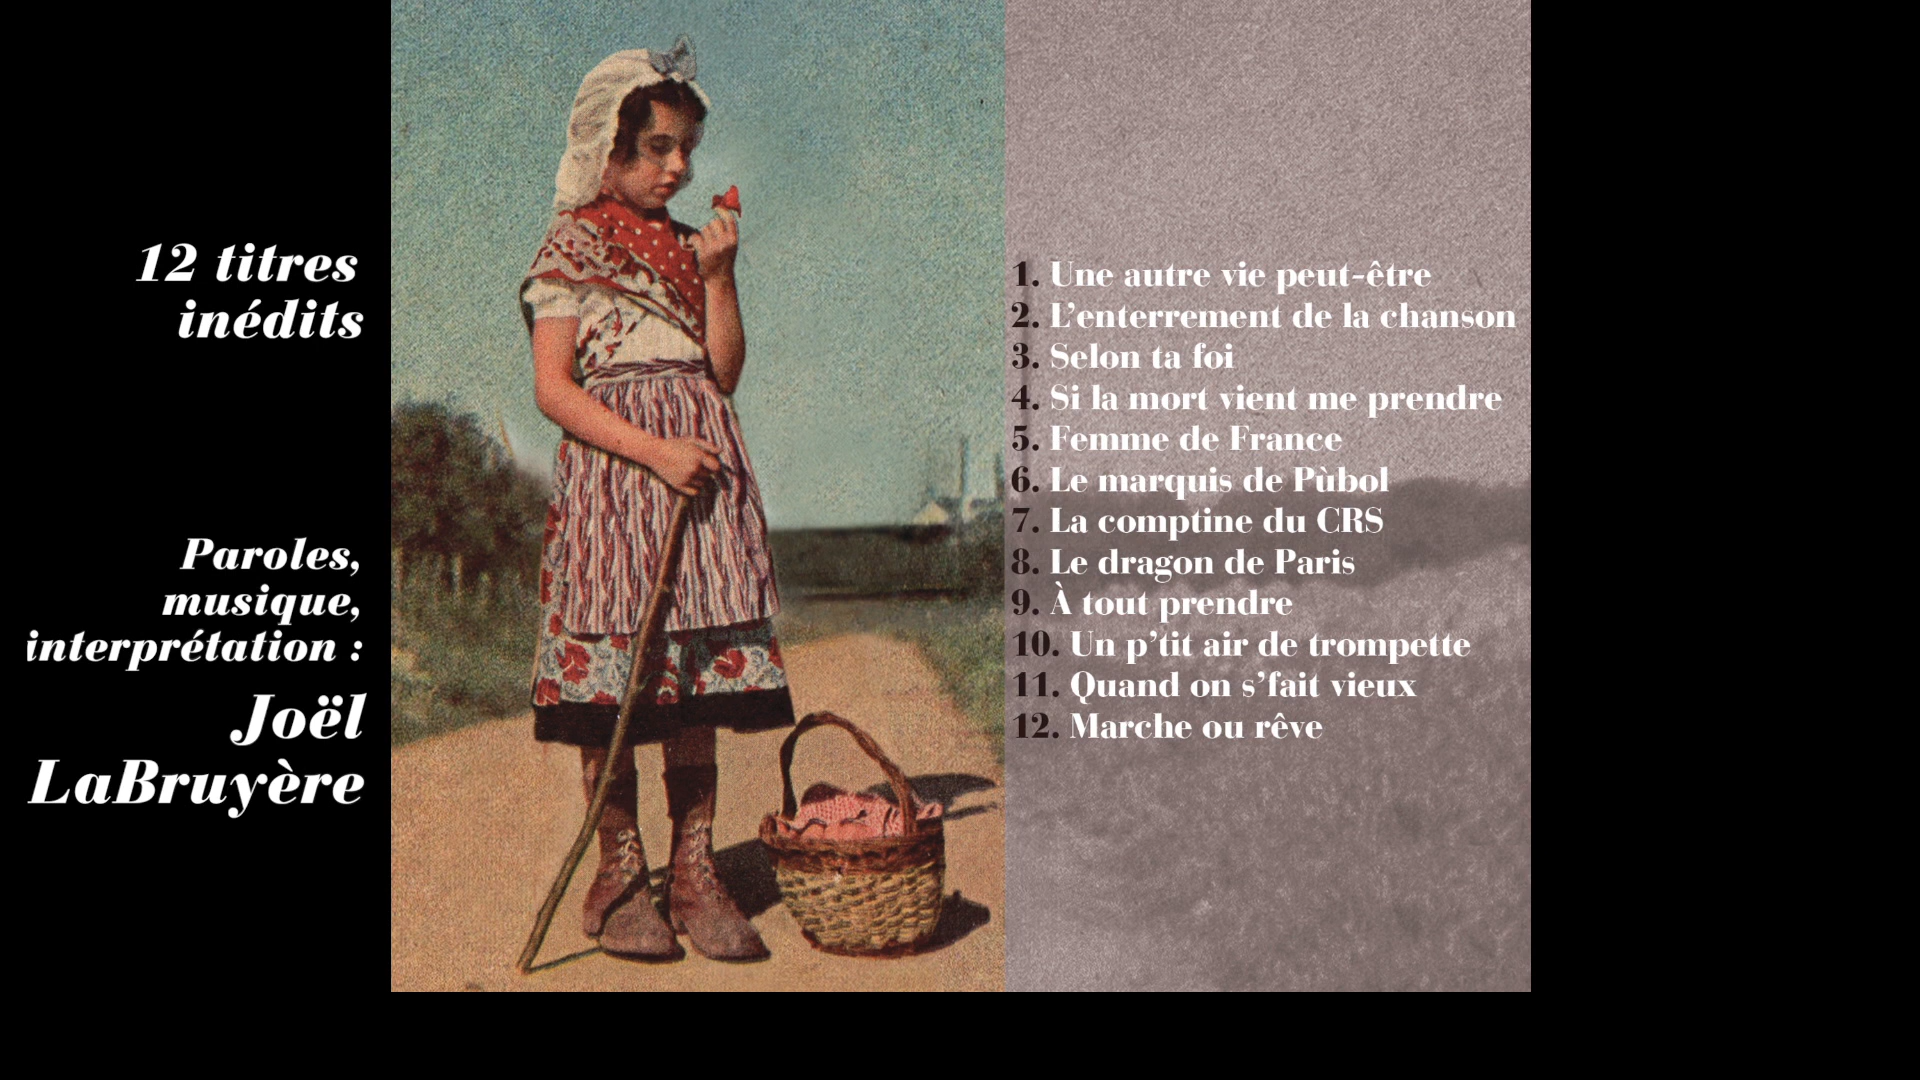 12 titres
inédits
Paroles,
musique,
interprétation :
Joël
LaBruyère
1. Une autre vie peut-être
2. L’enterrement de la chanson
3. Selon ta foi
4. Si la mort vient me prendre
5. Femme de France
6. Le marquis de Pùbol
7. La comptine du CRS
8. Le dragon de Paris
9. À tout prendre
10. Un p’tit air de trompette
11. Quand on s’fait vieux
12. Marche ou rêve